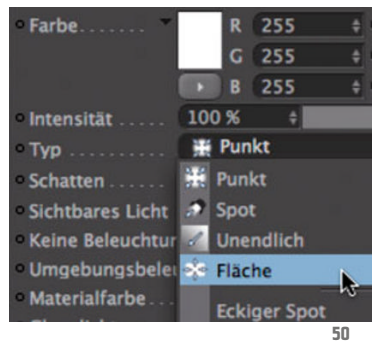 Farbe....... R 255
G 255
B 255
Intensität ..... 100 %
Typ .......... Punkt
Schatten ...... Punkt
Sichtbares Licht Spot
Keine Beleuchtur Unendlich
Umgebungsbelei Fläche
Materialfarbe...
Eckiger Spot
50